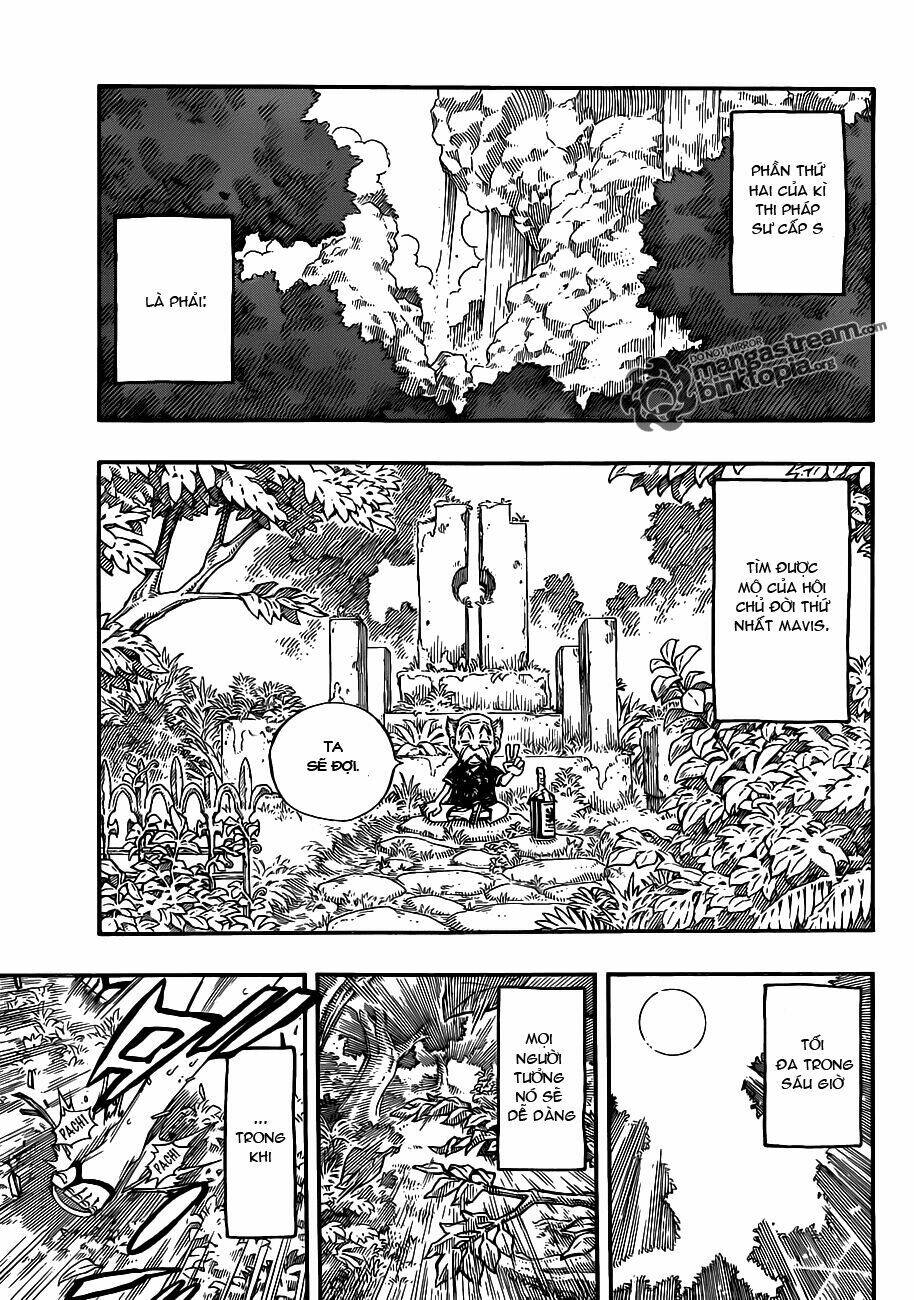 PHẦN THỨ
HAI CỦA KÌ
THI PHÁP
SƯ CẤP S
LÀ PHẢI:
DO NOT MIRROR
mangastream.com
binktopia.org
TÌM ĐƯỢC
MỘ CỦA HỘI
CHỦ ĐỜI THỨ
NHẤT MAVIS.
TA
SẼ ĐỢI.
TỐI
ĐA TRONG
SÁU GIỜ
MỌI
NGƯỜI
TƯỞNG
NÓ SẼ
DỄ DÀNG
...
TRONG
KHI
PACHI
PACHI